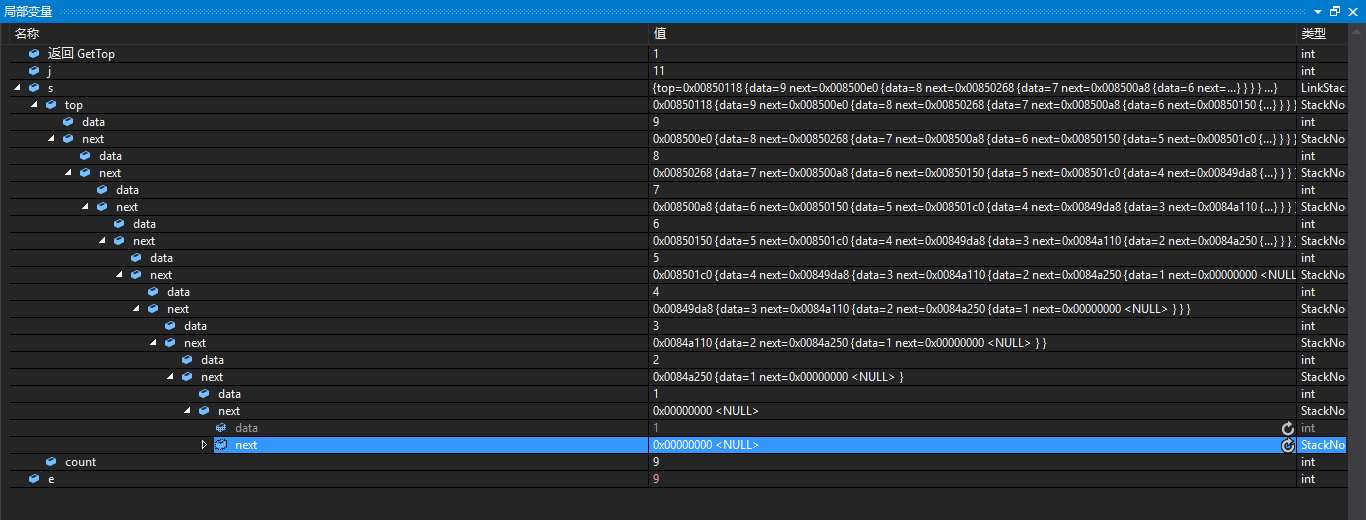 局部变量
名称 值 类型
返回 GetTop 1 int
j 11 int
s {top=0x00850118 {data=9 next=0x008500e0 {data=8 next=0x00850268 {data=7 next=0x008500a8 {data=6 next=...} } } } ...} LinkStac
top 0x00850118 {data=9 next=0x008500e0 {data=8 next=0x00850268 {data=7 next=0x008500a8 {data=6 next=0x00850150 {...} } } } StackNo
data 9 int
next 0x008500e0 {data=8 next=0x00850268 {data=7 next=0x008500a8 {data=6 next=0x00850150 {data=5 next=0x008501c0 {...} } } } StackNo
data 8 int
next 0x00850268 {data=7 next=0x008500a8 {data=6 next=0x00850150 {data=5 next=0x008501c0 {data=4 next=0x00849da8 {...} } } } StackNo
data 7 int
next 0x008500a8 {data=6 next=0x00850150 {data=5 next=0x008501c0 {data=4 next=0x00849da8 {data=3 next=0x0084a110 {...} } } } StackNo
data 6 int
next 0x00850150 {data=5 next=0x008501c0 {data=4 next=0x00849da8 {data=3 next=0x0084a110 {data=2 next=0x0084a250 {...} } } } StackNo
data 5 int
next 0x008501c0 {data=4 next=0x00849da8 {data=3 next=0x0084a110 {data=2 next=0x0084a250 {data=1 next=0x00000000 <NULL StackNo
data 4 int
next 0x00849da8 {data=3 next=0x0084a110 {data=2 next=0x0084a250 {data=1 next=0x00000000 <NULL> } } } StackNo
data 3 int
next 0x0084a110 {data=2 next=0x0084a250 {data=1 next=0x00000000 <NULL> } } StackNo
data 2 int
next 0x0084a250 {data=1 next=0x00000000 <NULL> } StackNo
data 1 int
next 0x00000000 <NULL> StackNo
data 1 int
next 0x00000000 <NULL> StackNo
count 9 int
e 9 int